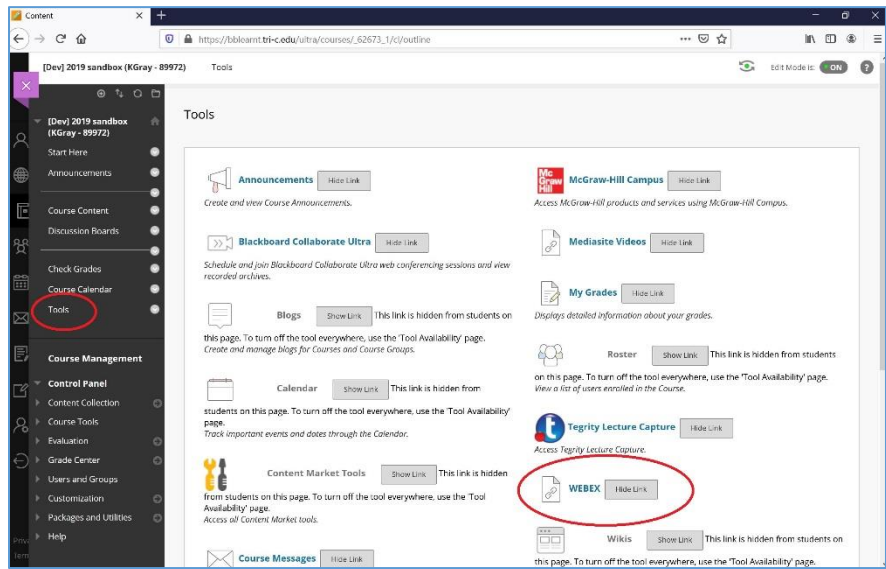 Content
https://bblearnt.tri-c.edu/ultra/courses/_62673_1/cl/outline
[Dev] 2019 sandbox (KGray - 89972)
Tools
Edit Mode is:
ON
?
[Dev] 2019 sandbox
(KGray - 89972)
Start Here
Announcements
Course Content
Discussion Boards
Check Grades
Course Calendar
Tools
Course Management
Control Panel
Content Collection
Course Tools
Evaluation
Grade Center
Users and Groups
Customization
Packages and Utilities
Help
Tools
Announcements Hide Link
Create and view Course Announcements.
Blackboard Collaborate Ultra Hide Link
Schedule and join Blackboard Collaborate Ultra web conferencing sessions and view
recorded archives.
Blogs Show Link This link is hidden from students on
this page. To turn off the tool everywhere, use the 'Tool Availability' page.
Create and manage blogs for Courses and Course Groups.
Calendar Show Link This link is hidden from
students on this page. To turn off the tool everywhere, use the 'Tool Availability'
page.
Track important events and dates through the Calendar.
Content Market Tools Show Link This link is hidden
from students on this page. To turn off the tool everywhere, use the 'Tool
Availability' page.
Access all Content Market tools.
Course Messages Hide Link
Mc
Graw
Hill
McGraw-Hill Campus Hide Link
Access McGraw-Hill products and services using McGraw-Hill Campus.
Mediasite Videos Hide Link
My Grades Hide Link
Displays detailed information about your grades.
Roster Show Link This link is hidden from students
on this page. To turn off the tool everywhere, use the 'Tool Availability' page.
View a list of users enrolled in the Course.
t
Tegrity Lecture Capture Hide Link
Access Tegrity Lecture Capture.
WEBEX Hide Link
Wikis Show Link This link is hidden from students on
this page. To turn off the tool everywhere, use the 'Tool Availability' page.